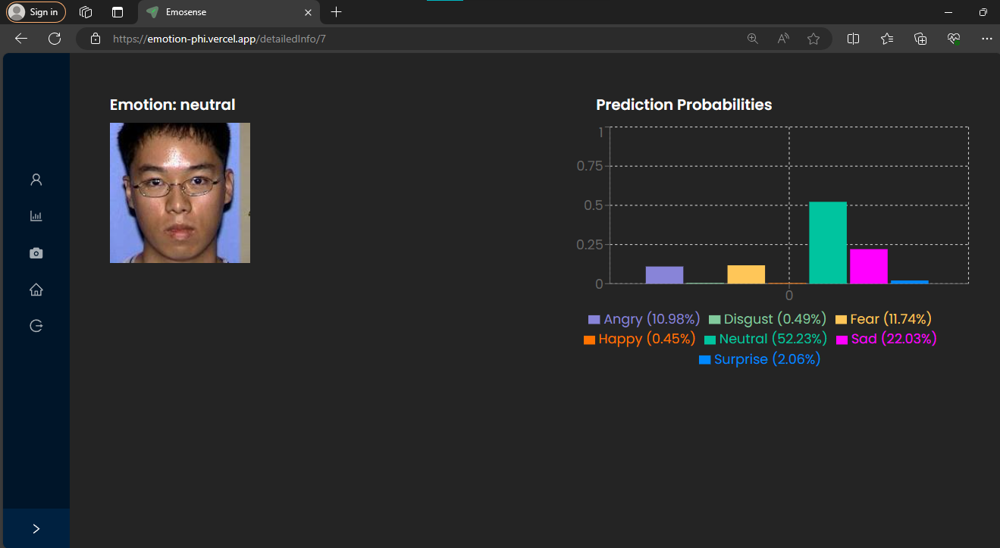 Sign in
Emosense
https://emotion-phi.vercel.app/detailedInfo/7
Emotion: neutral
Prediction Probabilities
1
0.75
0.5
0.25
0
0
Angry (10.98%) Disgust (0.49%) Fear (11.74%)
Happy (0.45%) Neutral (52.23%) Sad (22.03%)
Surprise (2.06%)